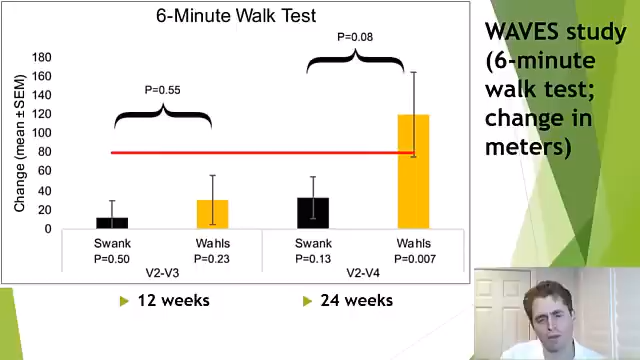 6-Minute Walk Test
Change (mean ± SEM)
180
160
140
120
100
80
60
40
20
0
P=0.55
P=0.08
Swank Wahls Swank Wahls
P=0.50 P=0.23 P=0.13 P=0.007
V2-V3 V2-V4
12 weeks 24 weeks
WAVES study
(6-minute
walk test;
change in
meters)